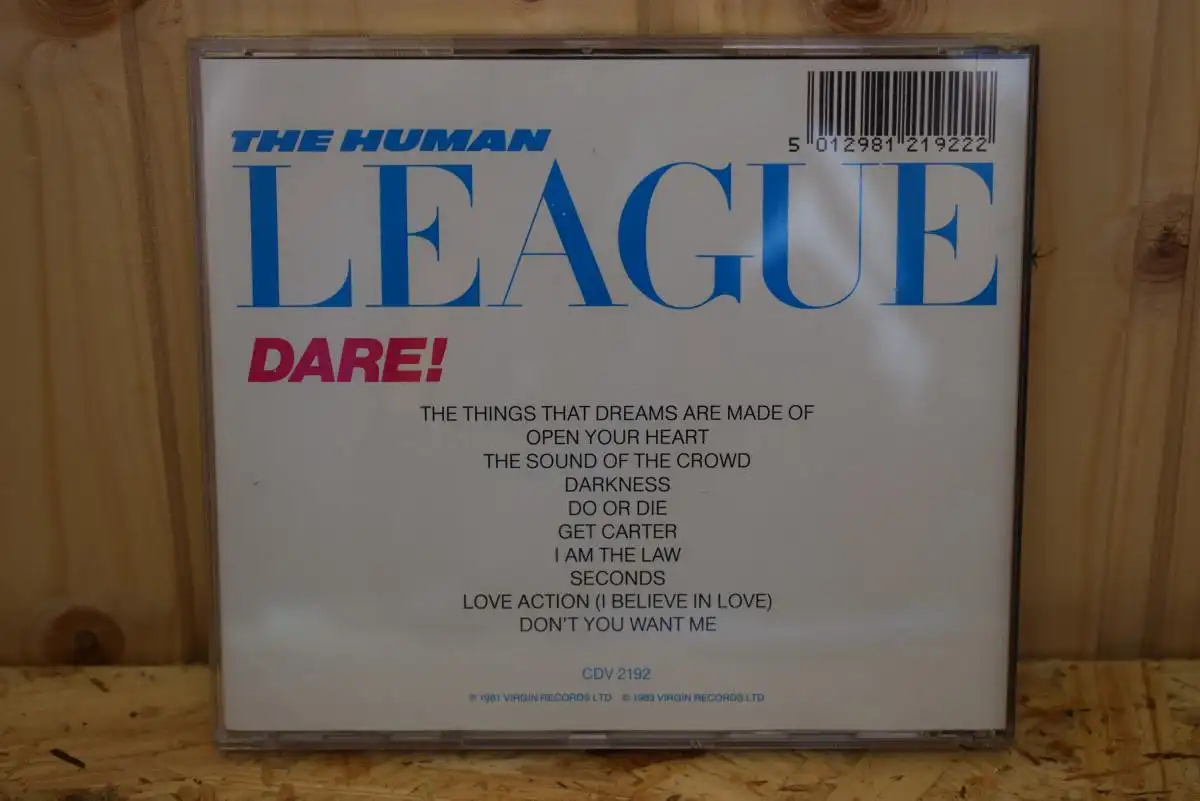 5 012981 219222
THE HUMAN
LEAGUE
DARE!
THE THINGS THAT DREAMS ARE MADE OF
OPEN YOUR HEART
THE SOUND OF THE CROWD
DARKNESS
DO OR DIE
GET CARTER
I AM THE LAW
SECONDS
LOVE ACTION (I BELIEVE IN LOVE)
DON'T YOU WANT ME
CDV 2192
℗ 1981 VIRGIN RECORDS LTD © 1983 VIRGIN RECORDS LTD